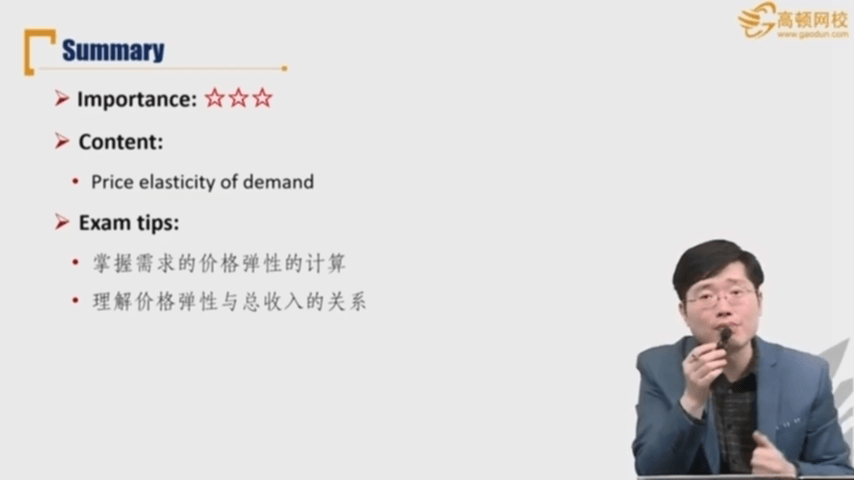 高顿网校
www.gaodun.com
Summary
Importance: ☆☆☆
Content:
Price elasticity of demand
Exam tips:
掌握需求的价格弹性的计算
理解价格弹性与总收入的关系